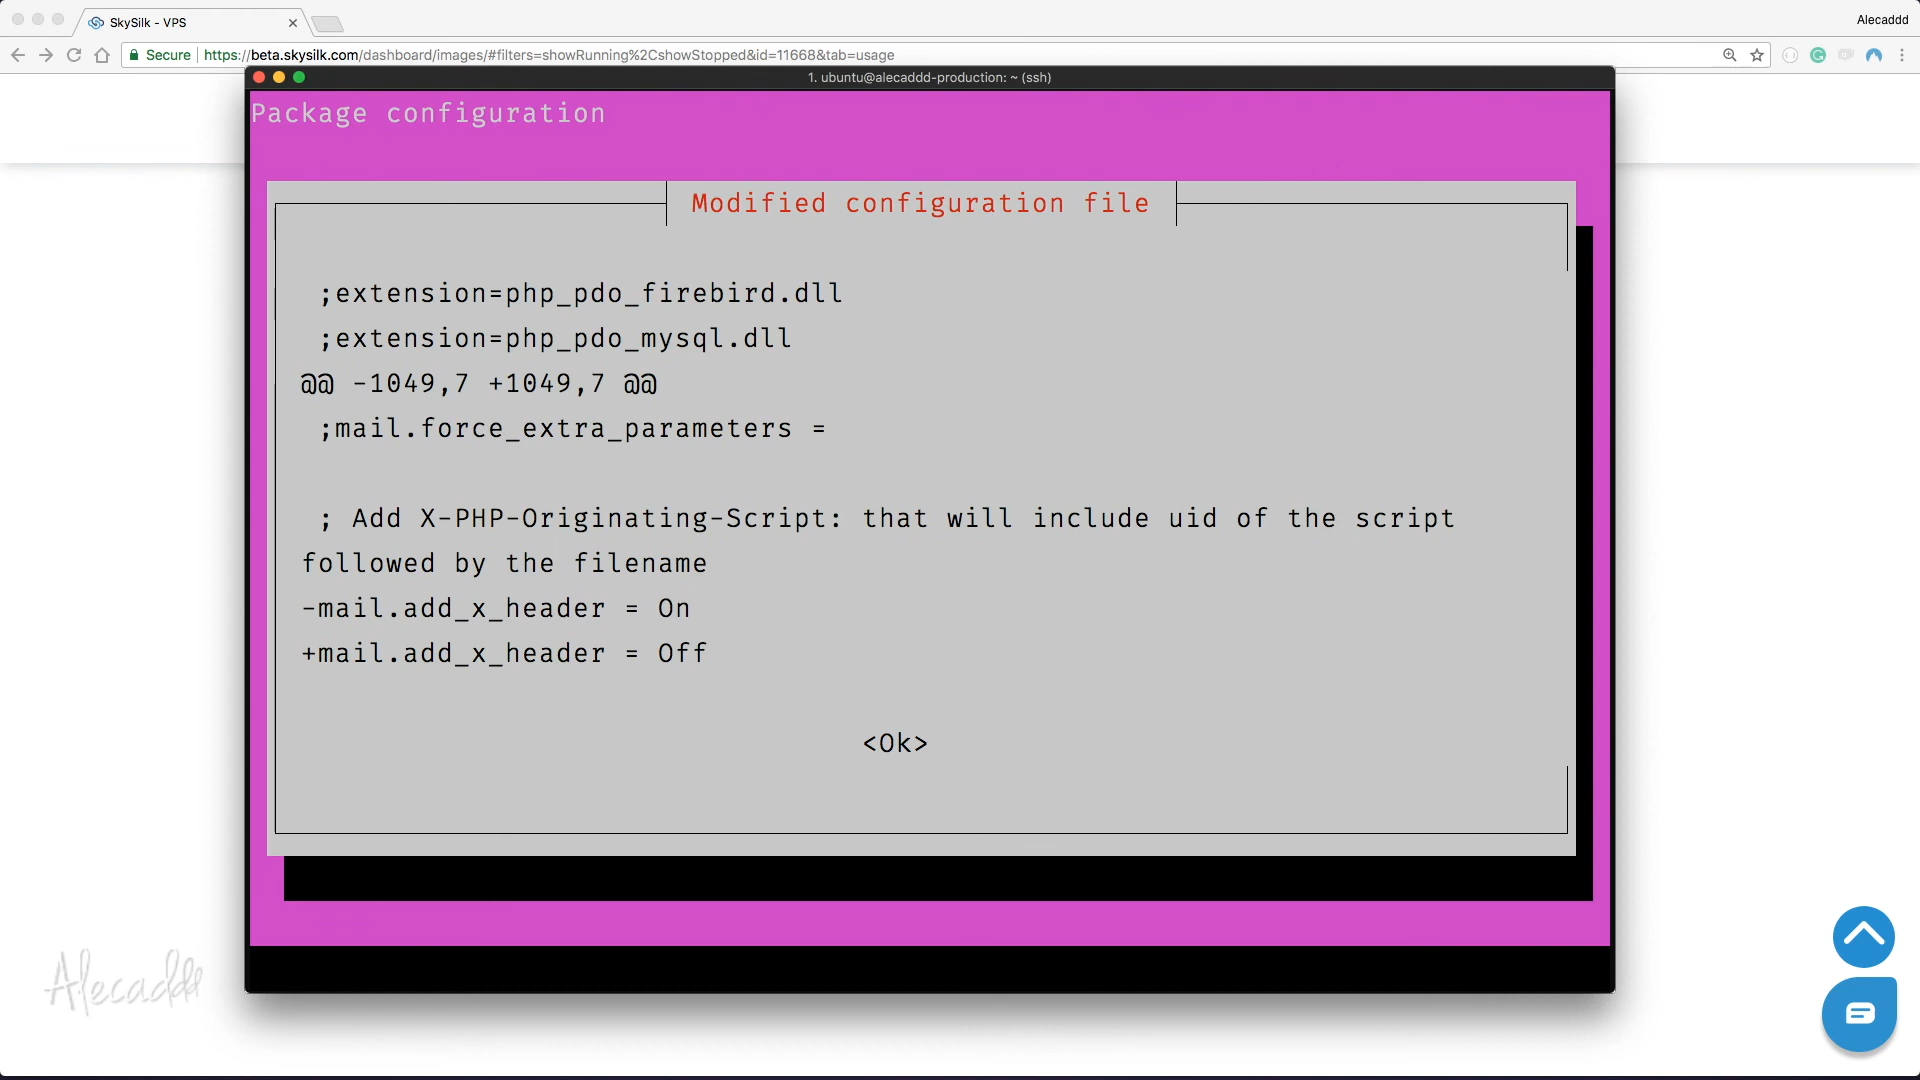 SkySilk - VPS
Alecaddd
Secure https://beta.skysilk.com/dashboard/images/#filters=showRunning%2CshowStopped&id=11668&tab=usage
1. ubuntu@alecaddd-production: ~ (ssh)
Package configuration
Modified configuration file
;extension=php_pdo_firebird.dll
;extension=php_pdo_mysql.dll
@@ -1049,7 +1049,7 @@
;mail.force_extra_parameters =
; Add X-PHP-Originating-Script: that will include uid of the script
followed by the filename
-mail.add_x_header = On
+mail.add_x_header = Off
<Ok>
Alecaddd